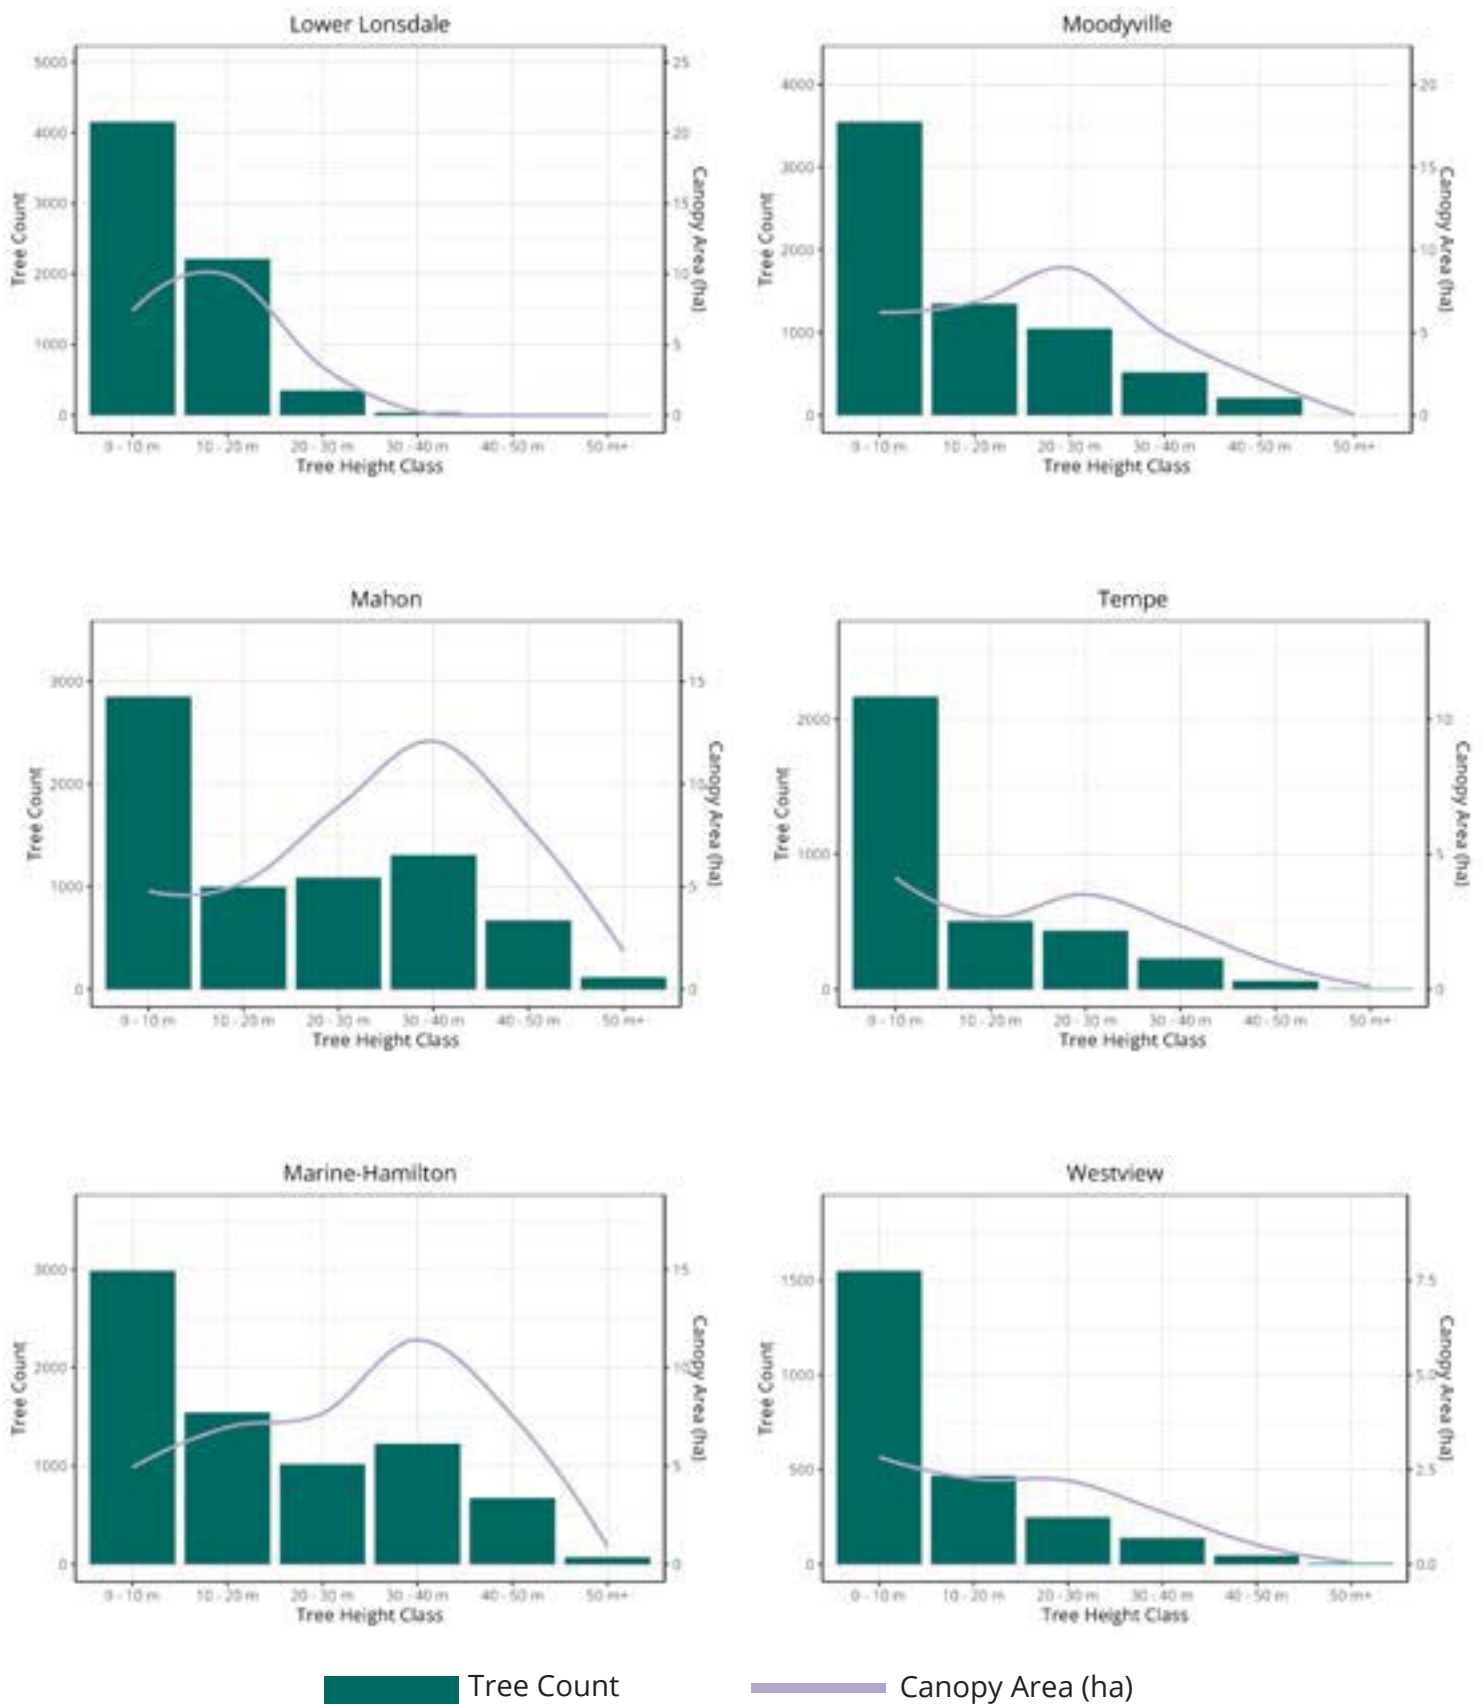 Lower Lonsdale
5000
4000
3000
2000
1000
0
Tree Count
25
20
15
10
5
0
Canopy Area (ha)
0 - 10 m 10 - 20 m 20 - 30 m 30 - 40 m 40 - 50 m 50 m+
Tree Height Class
Moodyville
4000
3000
2000
1000
0
Tree Count
20
15
10
5
0
Canopy Area (ha)
0 - 10 m 10 - 20 m 20 - 30 m 30 - 40 m 40 - 50 m 50 m+
Tree Height Class
Mahon
3000
2000
1000
0
Tree Count
15
10
5
0
Canopy Area (ha)
0 - 10 m 10 - 20 m 20 - 30 m 30 - 40 m 40 - 50 m 50 m+
Tree Height Class
Tempe
2000
1000
0
Tree Count
10
5
0
Canopy Area (ha)
0 - 10 m 10 - 20 m 20 - 30 m 30 - 40 m 40 - 50 m 50 m+
Tree Height Class
Marine-Hamilton
3000
2000
1000
0
Tree Count
15
10
5
0
Canopy Area (ha)
0 - 10 m 10 - 20 m 20 - 30 m 30 - 40 m 40 - 50 m 50 m+
Tree Height Class
Westview
1500
1000
500
0
Tree Count
7.5
5.0
2.5
0.0
Canopy Area (ha)
0 - 10 m 10 - 20 m 20 - 30 m 30 - 40 m 40 - 50 m 50 m+
Tree Height Class
Tree Count
Canopy Area (ha)